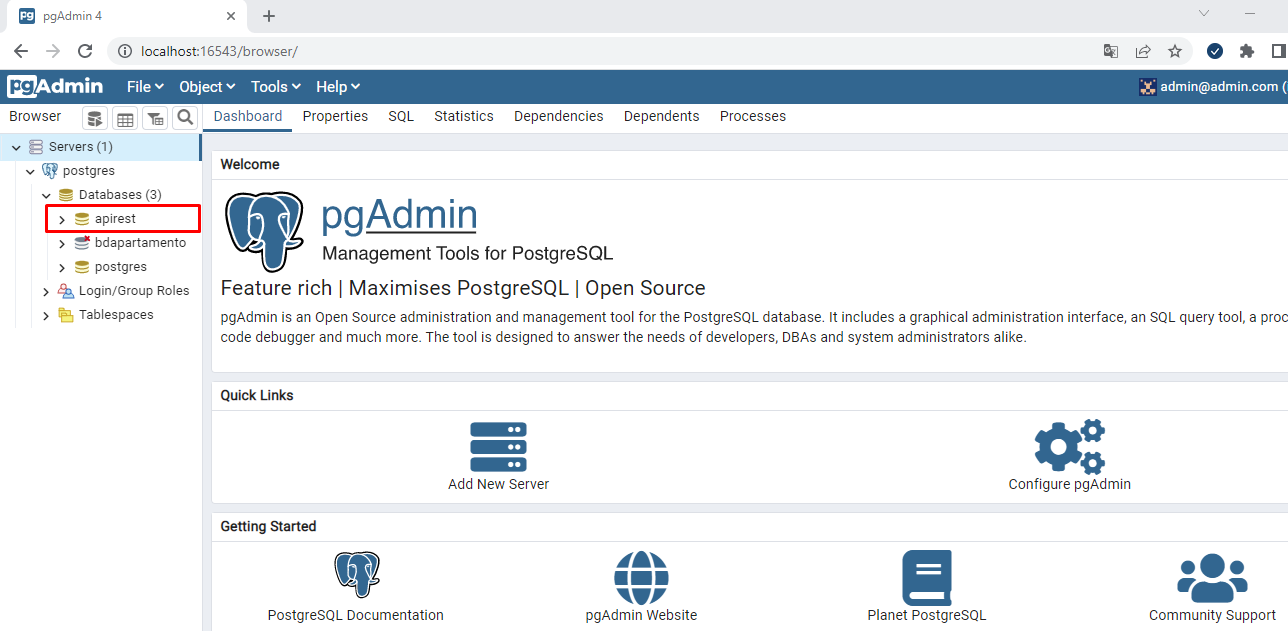 pgAdmin 4
localhost:16543/browser/
pgAdmin File Object Tools Help admin@admin.com (
Browser Dashboard Properties SQL Statistics Dependencies Dependents Processes
Servers (1)
postgres
Databases (3)
apirest
bdapartamento
postgres
Login/Group Roles
Tablespaces
Welcome
pgAdmin
Management Tools for PostgreSQL
Feature rich | Maximises PostgreSQL | Open Source
pgAdmin is an Open Source administration and management tool for the PostgreSQL database. It includes a graphical administration interface, an SQL query tool, a proc
code debugger and much more. The tool is designed to answer the needs of developers, DBAs and system administrators alike.
Quick Links
Add New Server Configure pgAdmin
Getting Started
PostgreSQL Documentation pgAdmin Website Planet PostgreSQL Community Support